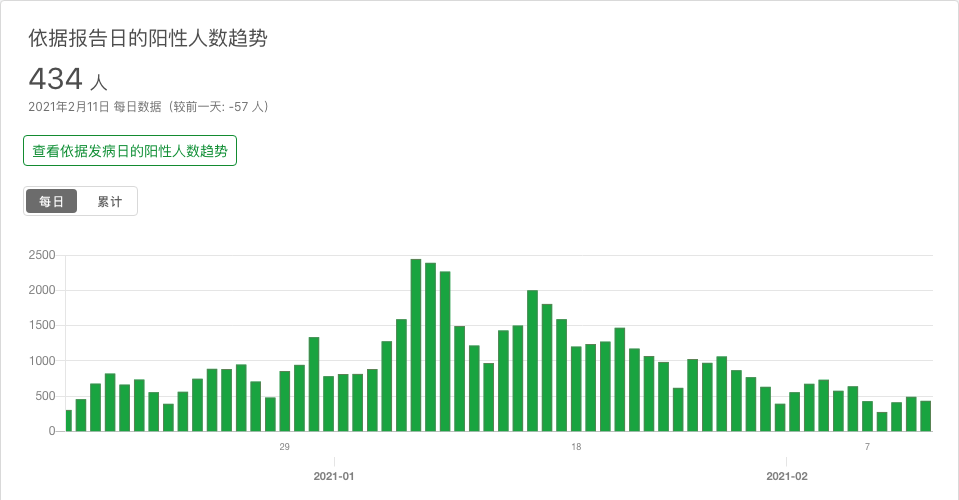 依据报告日的阳性人数趋势
434 人
2021年2月11日 每日数据（较前一天: -57 人）
查看依据发病日的阳性人数趋势
每日 累计
2500
2000
1500
1000
500
0
29 18 7
2021-01 2021-02